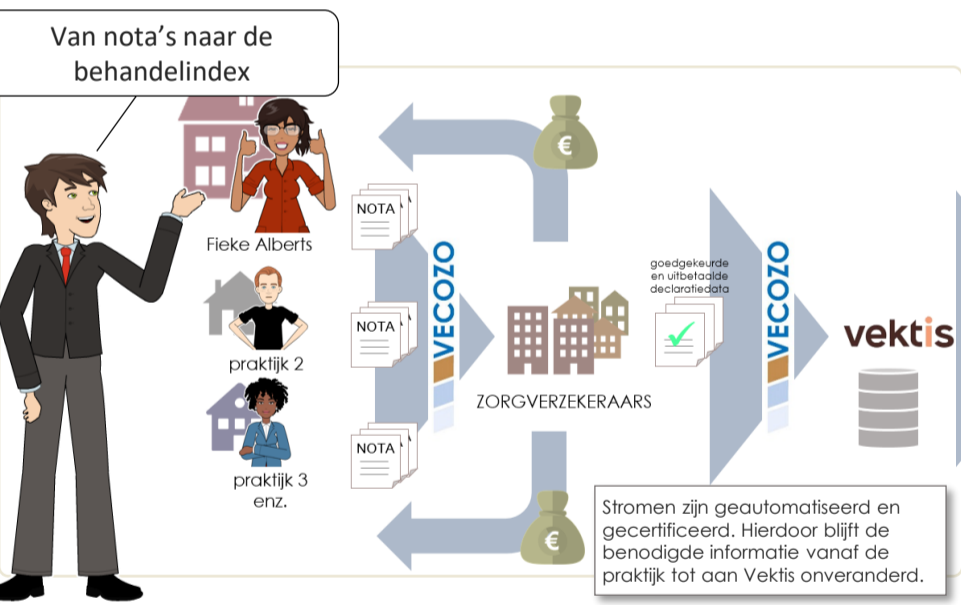 Van nota's naar de
behandelindex
Fieke Alberts
NOTA
praktijk 2
NOTA
praktijk 3
enz.
NOTA
VECOZO
€
ZORGVERZEKERAARS
€
goedgekeurde
en uitbetaalde
declaratiedata
VECOZO
vektis
Stromen zijn geautomatiseerd en
gecertificeerd. Hierdoor blijft de
benodigde informatie vanaf de
praktijk tot aan Vektis onveranderd.